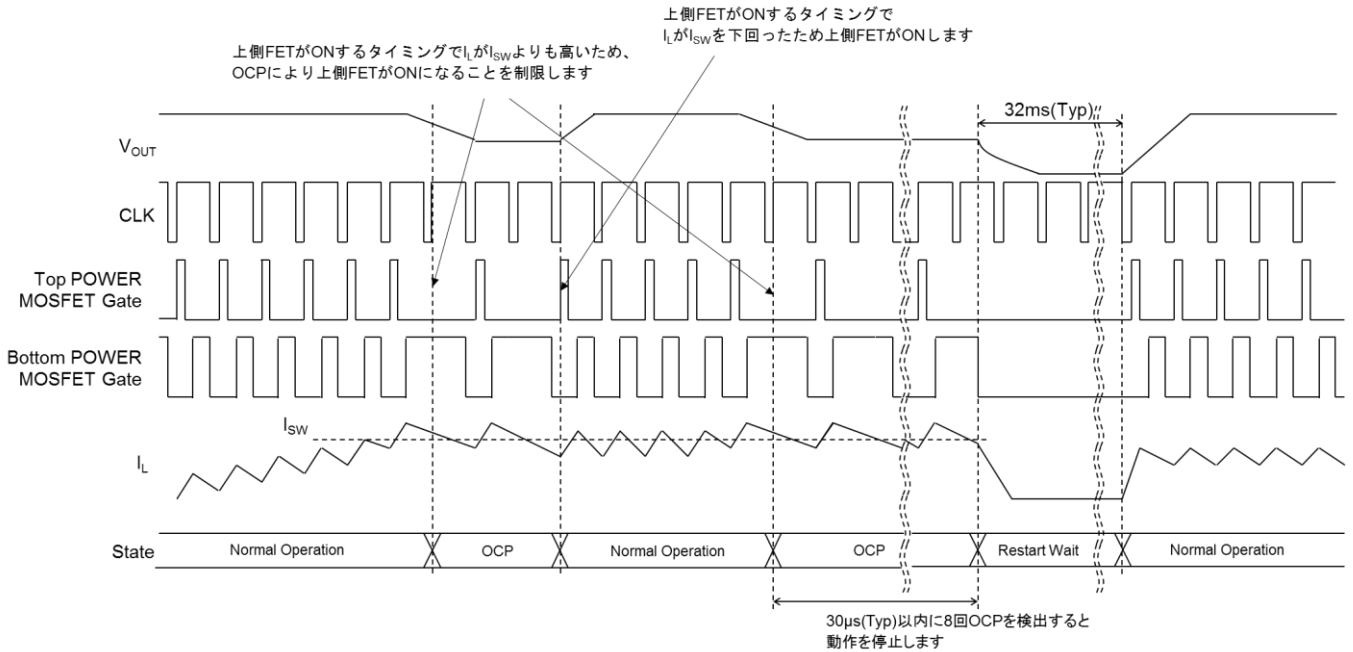 上側FETがONするタイミングで
ILがISWを下回ったため上側FETがONします
上側FETがONするタイミングでILがISWよりも高いため、
OCPにより上側FETがONになることを制限します
32ms(Typ)
VOUT
CLK
Top POWER
MOSFET Gate
Bottom POWER
MOSFET Gate
ISW
IL
State
Normal Operation
OCP
Normal Operation
OCP
Restart Wait
Normal Operation
30μs(Typ)以内に8回OCPを検出すると
動作を停止します